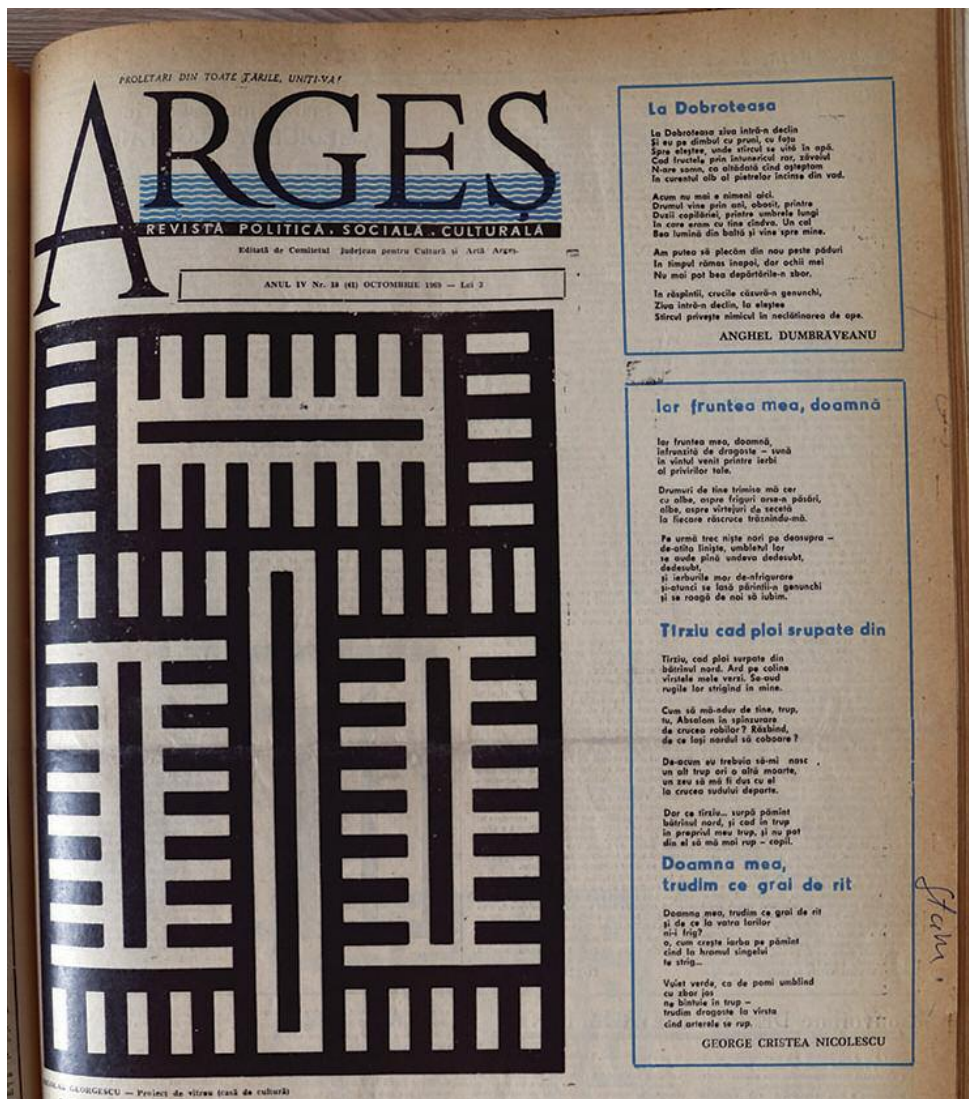 PROLETARI DIN TOATE ȚĂRILE, UNIȚI-VĂ!
ARGEȘ
REVISTĂ POLITICĂ, SOCIALĂ, CULTURALĂ
Editată de Comitetul Județean pentru Cultură și Artă Argeș.
ANUL IV Nr. 10 (41) OCTOMBRIE 1969 — Lei 2
GEORGESCU — Proiect de vitrau (casă de cultură)
La Dobroteasa
La Dobroteasa ziua intră-n declin
Și eu pe dîmbul cu pruni, cu fața
Spre eleștee, unde stîrcul se uită în apă.
Cad fructele prin întunericul rar, zăvoiul
N-are somn, ca altădată cînd așteptam
În curentul alb al pietrelor încinse din vad.
Acum nu mai e nimeni aici.
Drumul vine prin ani, obosit, printre
Duzii copilăriei, printre umbrele lungi
În care eram cu tine cîndva. Un cal
Bea lumină din baltă și vine spre mine.
Am putea să plecăm din nou peste păduri
În timpul rămas înapoi, dar ochii mei
Nu mai pot bea depărtările-n zbor.
În răspîntii, crucile căzură-n genunchi,
Ziua intră-n declin, la eleștee
Stîrcul privește nimicul în neclătinarea de ape.
ANGHEL DUMBRĂVEANU
Iar fruntea mea, doamnă
Iar fruntea mea, doamnă,
înfrunzită de dragoste — sună
în vîntul venit printre ierbi
al privirilor tale.
Drumuri de tine trimise mă cer
cu albe, aspre friguri arse-n păsări,
albe, aspre vîrtejuri de secetă
la fiecare răscruce trăznindu-mă.
Pe urmă trec niște nori pe deasupra —
de-atîta liniște, umbletul lor
se aude pînă undeva dedesubt,
dedesubt,
și ierburile mor de-nfrigurare
și-atunci se lasă părinții-n genunchi
și se roagă de noi să iubim.
Tîrziu cad ploi srupate din
Tîrziu, cad ploi surpate din
bătrînul nord. Ard pe coline
vîrstele mele verzi. Se-aud
rugile lor strigînd în mine.
Cum să mă-ndur de tine, trup,
tu, Absalom în spînzurare
de crucea robilor? Răzbind,
de ce lași nordul să coboare?
De-acum eu trebuia să-mi nasc
un alt trup ori o altă moarte,
un zeu să mă fi dus cu el
la crucea sudului departe.
Dar ce tîrziu... surpă pămînt
bătrînul nord, și cad în trup
în propriul meu trup, și nu pot
din el să mă mai rup — copil.
Doamna mea,
trudim ce grai de rit
Doamna mea, trudim ce grai de rit
și de ce la vatra larilor
ni-i frig?
o, cum crește iarba pe pămînt
cînd la hramul sîngelui
te strig...
Vuiet verde, ca de pomi umblînd
cu zbor jos
ne bîntuie în trup —
trudim dragoste la vîrsta
cînd arterele se rup.
GEORGE CRISTEA NICOLESCU